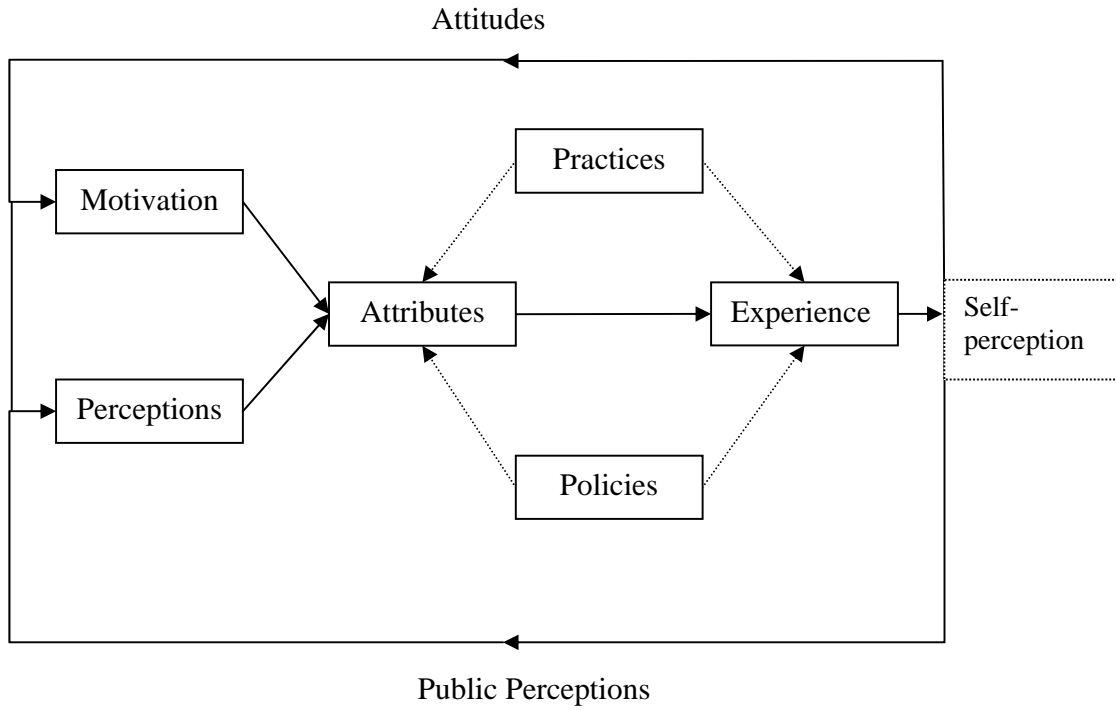 Attitudes
Practices
Motivation
Attributes
Experience
Self-
perception
Perceptions
Policies
Public Perceptions